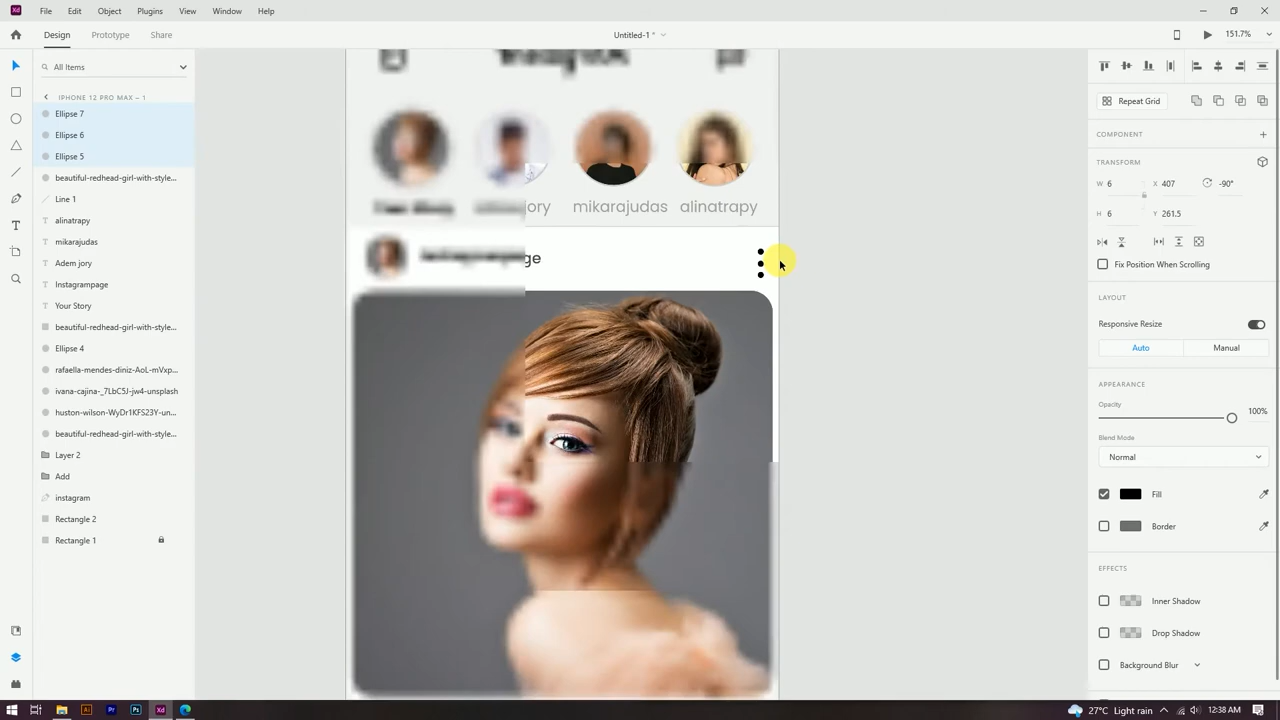 File Edit Object Plugins View Window Help
Design Prototype Share
Untitled-1 *
151.7%
All Items
IPHONE 12 PRO MAX – 1
Ellipse 7
Ellipse 6
Ellipse 5
beautiful-redhead-girl-with-style...
Line 1
alinatrapy
mikarajudas
Adem jory
Instagrampage
Your Story
beautiful-redhead-girl-with-style...
Ellipse 4
rafaella-mendes-diniz-AoL-mVxp...
ivana-cajina-_7LbC5J-jw4-unsplash
huston-wilson-WyDr1KFS23Y-un...
beautiful-redhead-girl-with-style...
Layer 2
Add
instagram
Rectangle 2
Rectangle 1
mikarajudas alinatrapy
Repeat Grid
COMPONENT
TRANSFORM
W 6 X 407 -90°
H 6 Y 261.5
Fix Position When Scrolling
LAYOUT
Responsive Resize
Auto Manual
APPEARANCE
Opacity
100%
Blend Mode
Normal
Fill
Border
EFFECTS
Inner Shadow
Drop Shadow
Background Blur
27°C Light rain 12:38 AM